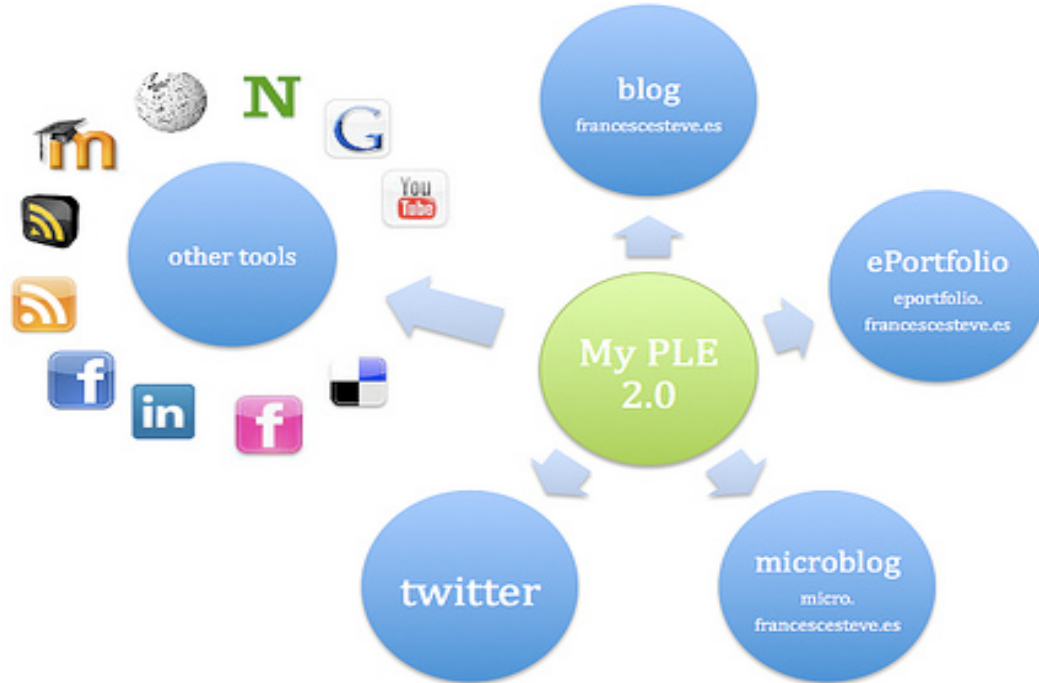 blog
francescesteve.es
N
G
m
You
Tube
ePortfolio
eportfolio.
francescesteve.es
other tools
My PLE
2.0
f
in
f
twitter
microblog
micro.
francescesteve.es